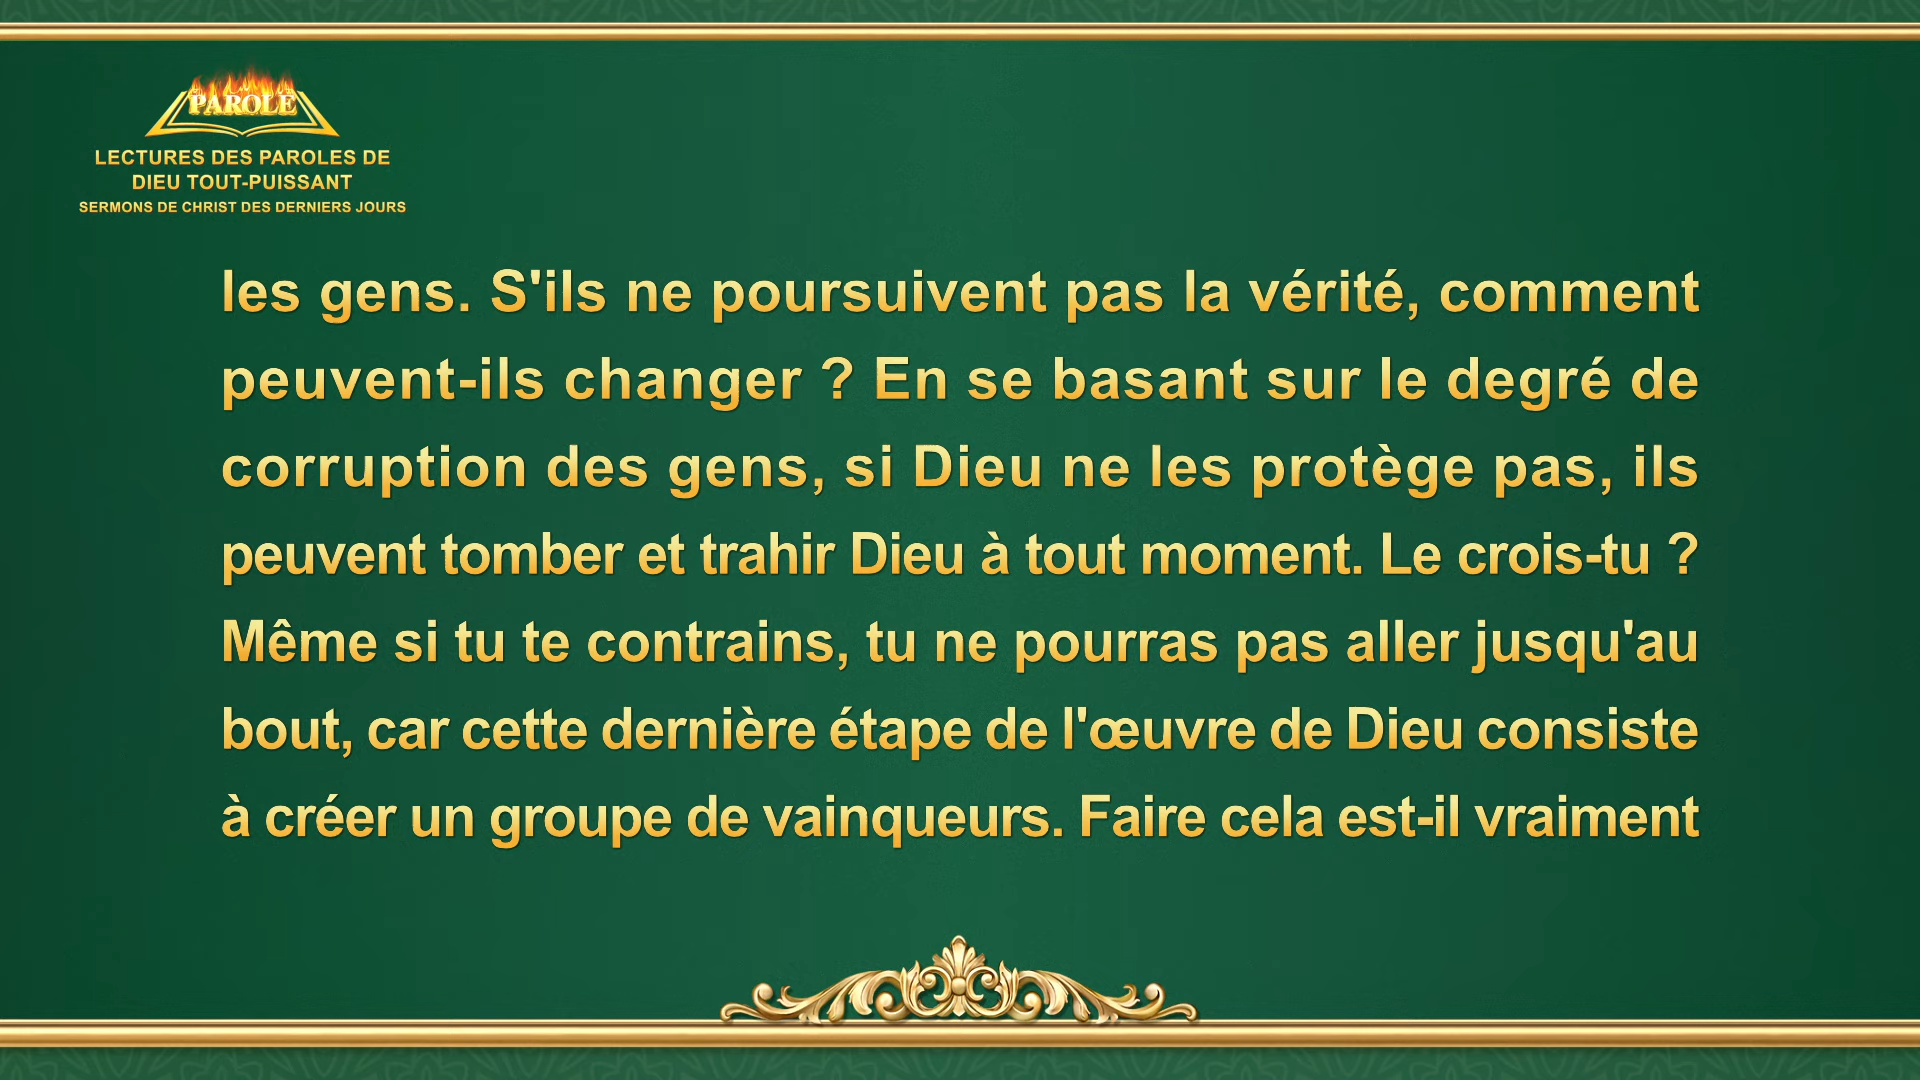 PAROLE
LECTURES DES PAROLES DE
DIEU TOUT-PUISSANT
SERMONS DE CHRIST DES DERNIERS JOURS
les gens. S'ils ne poursuivent pas la vérité, comment
peuvent-ils changer ? En se basant sur le degré de
corruption des gens, si Dieu ne les protège pas, ils
peuvent tomber et trahir Dieu à tout moment. Le crois-tu ?
Même si tu te contrains, tu ne pourras pas aller jusqu'au
bout, car cette dernière étape de l'œuvre de Dieu consiste
à créer un groupe de vainqueurs. Faire cela est-il vraiment